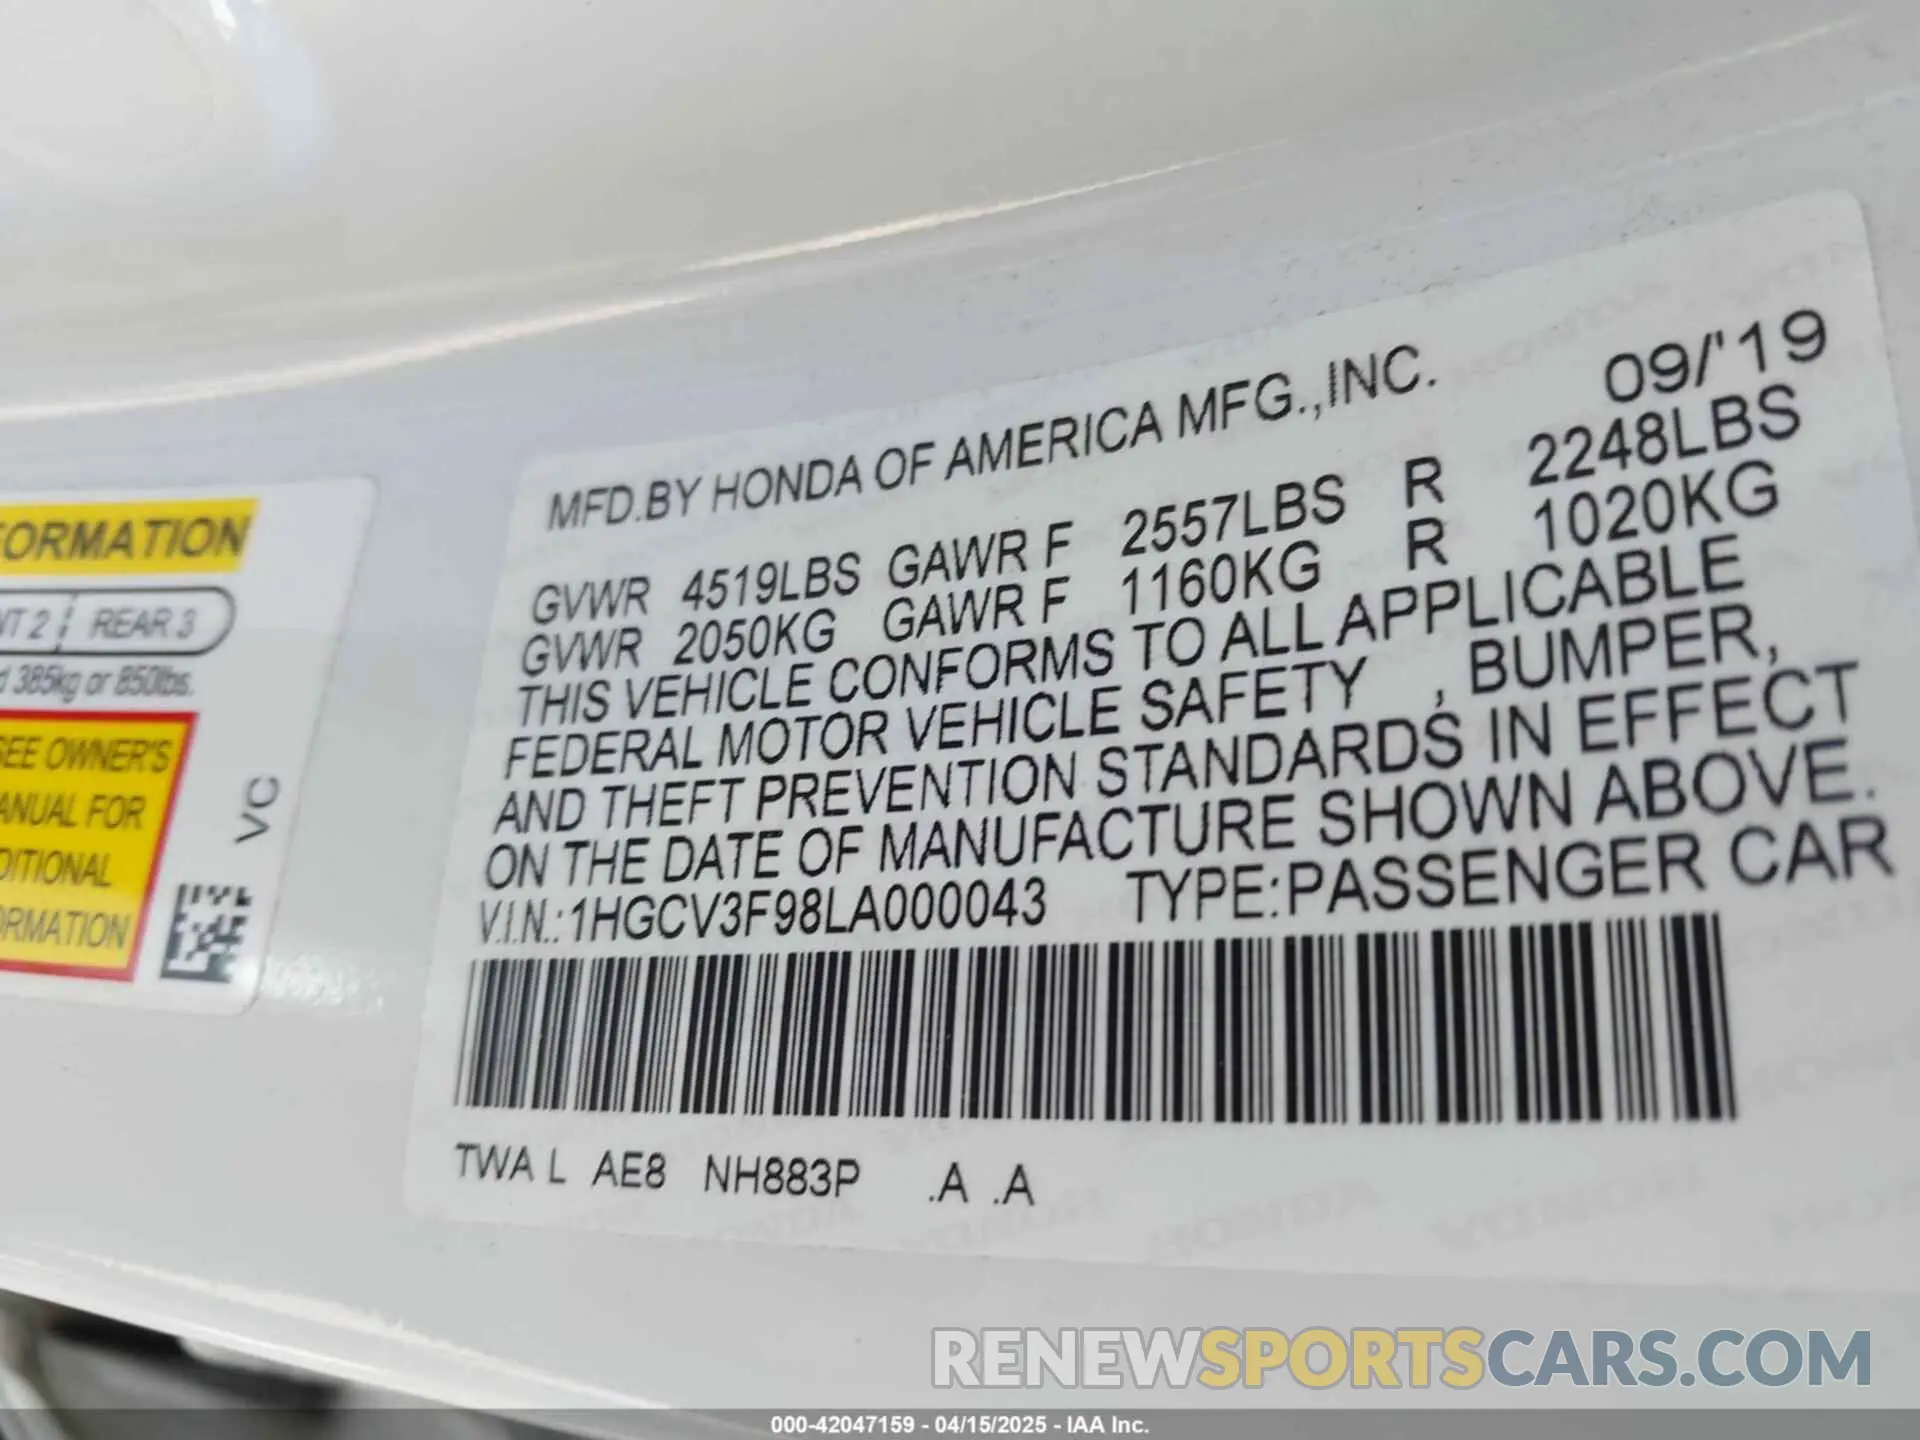 MFD.BY HONDA OF AMERICA MFG.,INC. 09/'19
GVWR 4519LBS GAWR F 2557LBS R 2248LBS
GVWR 2050KG GAWR F 1160KG R 1020KG
THIS VEHICLE CONFORMS TO ALL APPLICABLE
FEDERAL MOTOR VEHICLE SAFETY , BUMPER,
AND THEFT PREVENTION STANDARDS IN EFFECT
ON THE DATE OF MANUFACTURE SHOWN ABOVE.
V.I.N.: 1HGCV3F98LA000043 TYPE:PASSENGER CAR
TWA L AE8 NH883P .A .A
FORMATION
NT 2 REAR 3
d 385kg or 850lbs.
SEE OWNER'S
ANUAL FOR
DITIONAL
ORMATION
VC
RENEWSPORTSCARS.COM
000-42047159 - 04/15/2025 - IAA Inc.